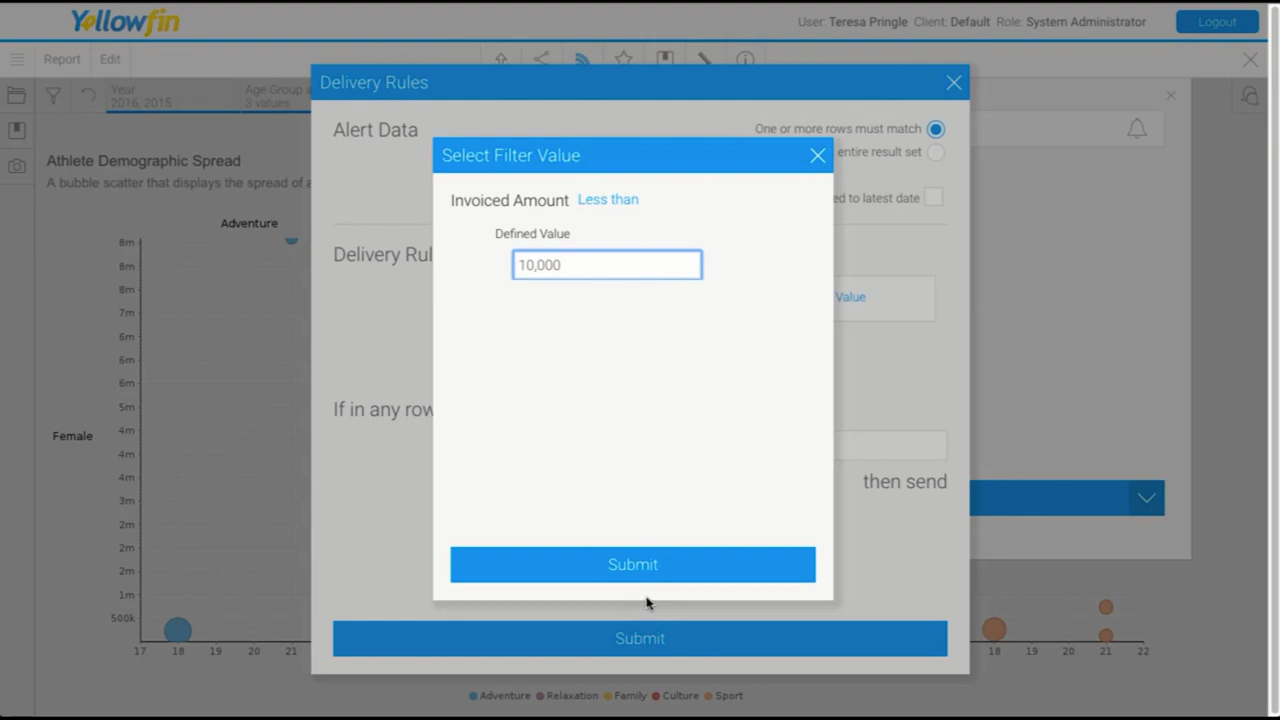 Yellowfin
User: Teresa Pringle Client: Default Role: System Administrator
Logout
Report Edit
Delivery Rules
Year
2016, 2015
Age Group a
3 values
Alert Data
One or more rows must match
entire result set
ed to latest date
Select Filter Value
Invoiced Amount Less than
Defined Value
10,000
Athlete Demographic Spread
A bubble scatter that displays the spread of a
Adventure
Delivery Rul
Value
If in any row
then send
Submit
Submit
Female
8m
8m
8m
7m
6m
6m
6m
5m
4m
4m
4m
3m
2m
2m
2m
1m
500k
17 18 19 20 21
18 19 20 21 22
Adventure Relaxation Family Culture Sport